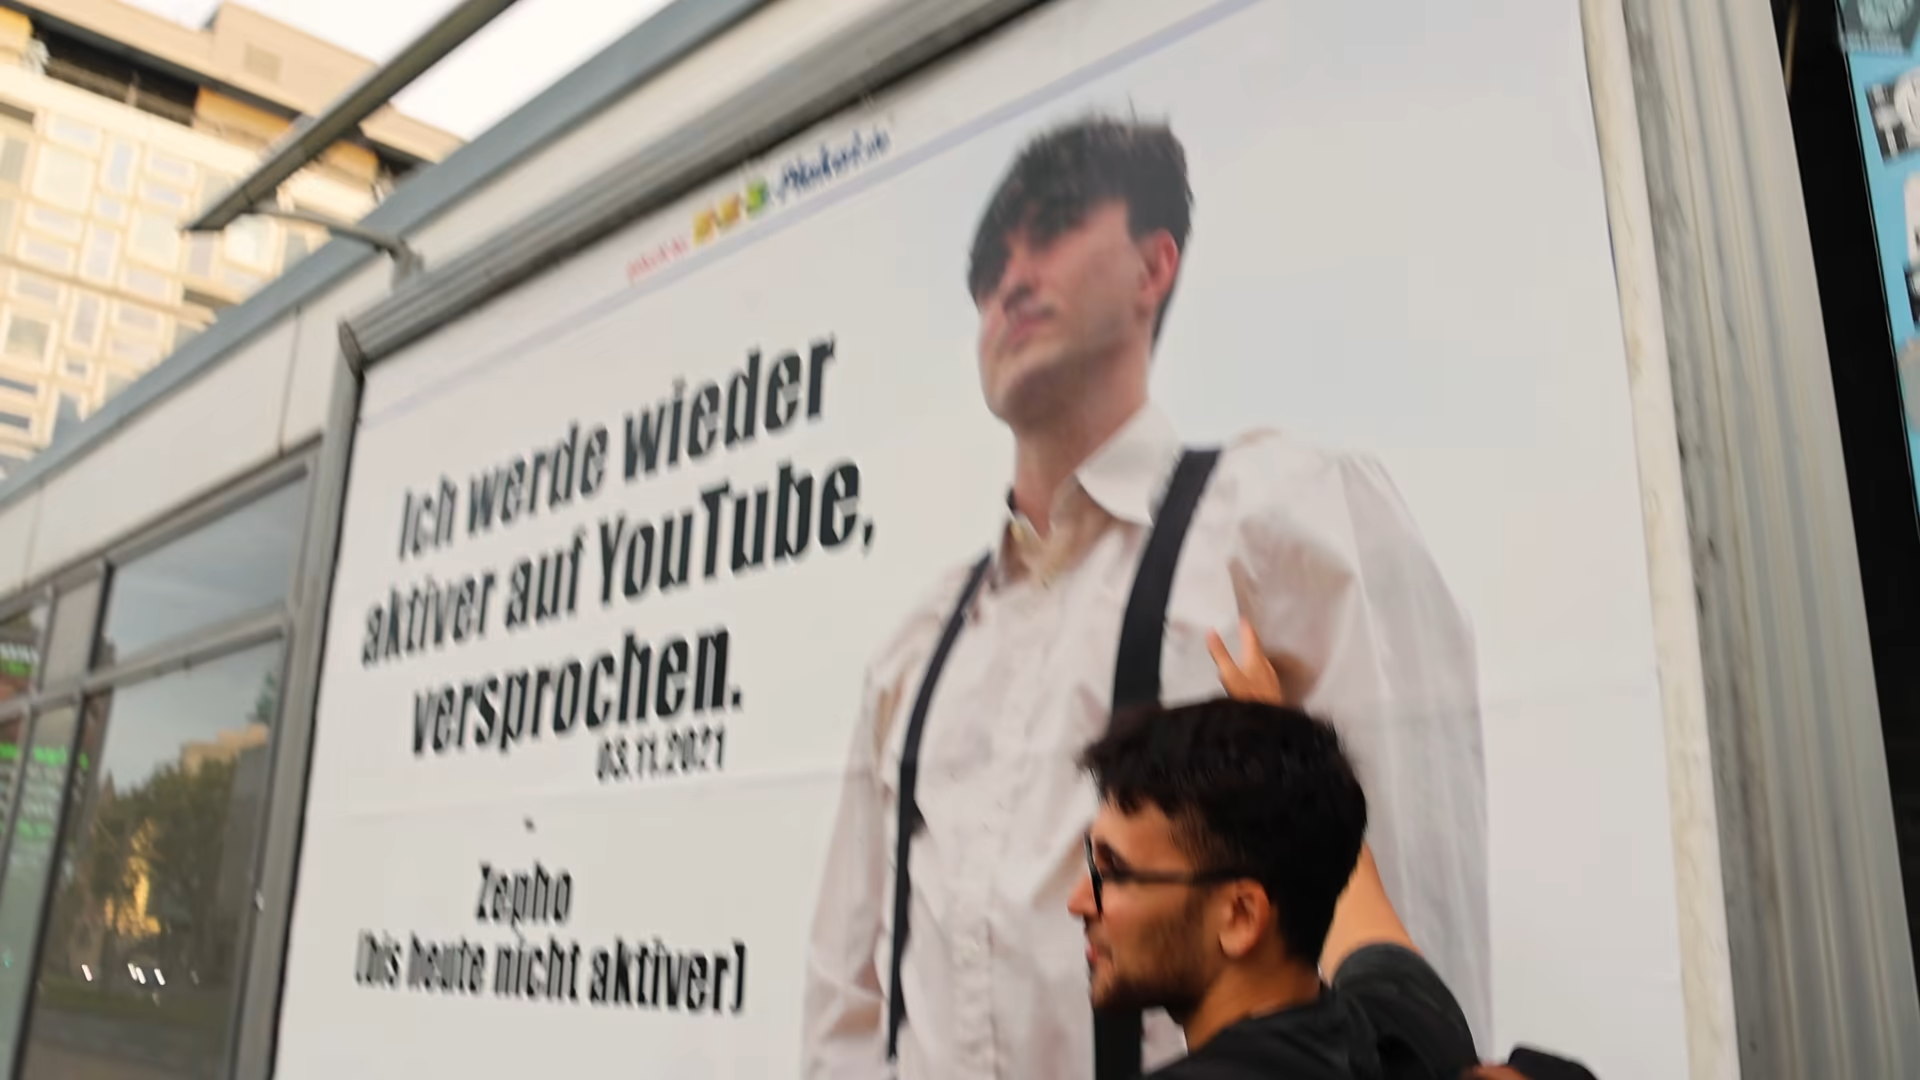 Ich werde wieder
aktiver auf YouTube,
versprochen.
03.11.2021
-
Zepho
(bis heute nicht aktiver)